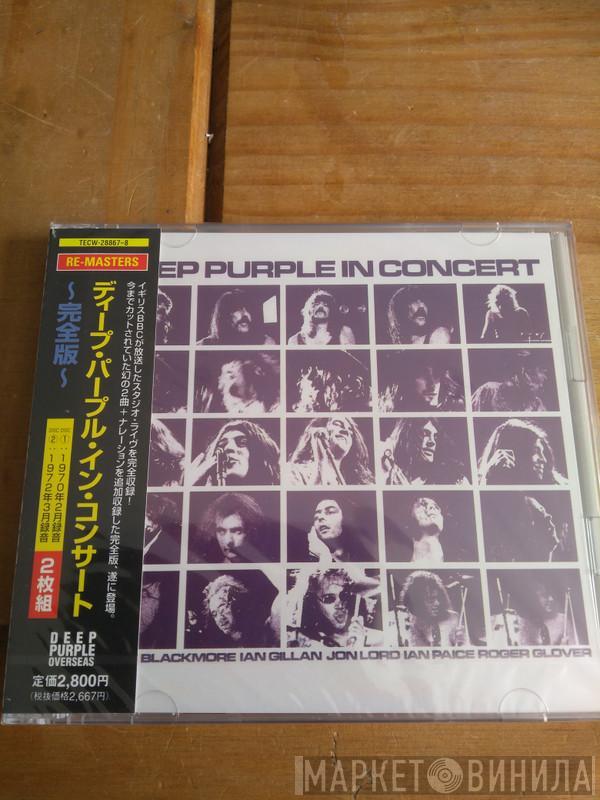 TECW-28867~8
RE-MASTERS
ディープ・パープル・イン・コンサート
~完全版~
イギリスBBCが放送したスタジオ・ライヴを完全収録!
今までカットされていた幻の2曲+ナレーションを追加収録した完全版、遂に登場。
DISC ①:1970年2月録音
DISC ②:1972年3月録音
2枚組
DEEP
PURPLE
OVERSEAS
定価2,800円
(税抜価格2,667円)
EP PURPLE IN CONCERT
BLACKMORE IAN GILLAN JON LORD IAN PAICE ROGER GLOVER
МАРКЕТ ВИНИЛА